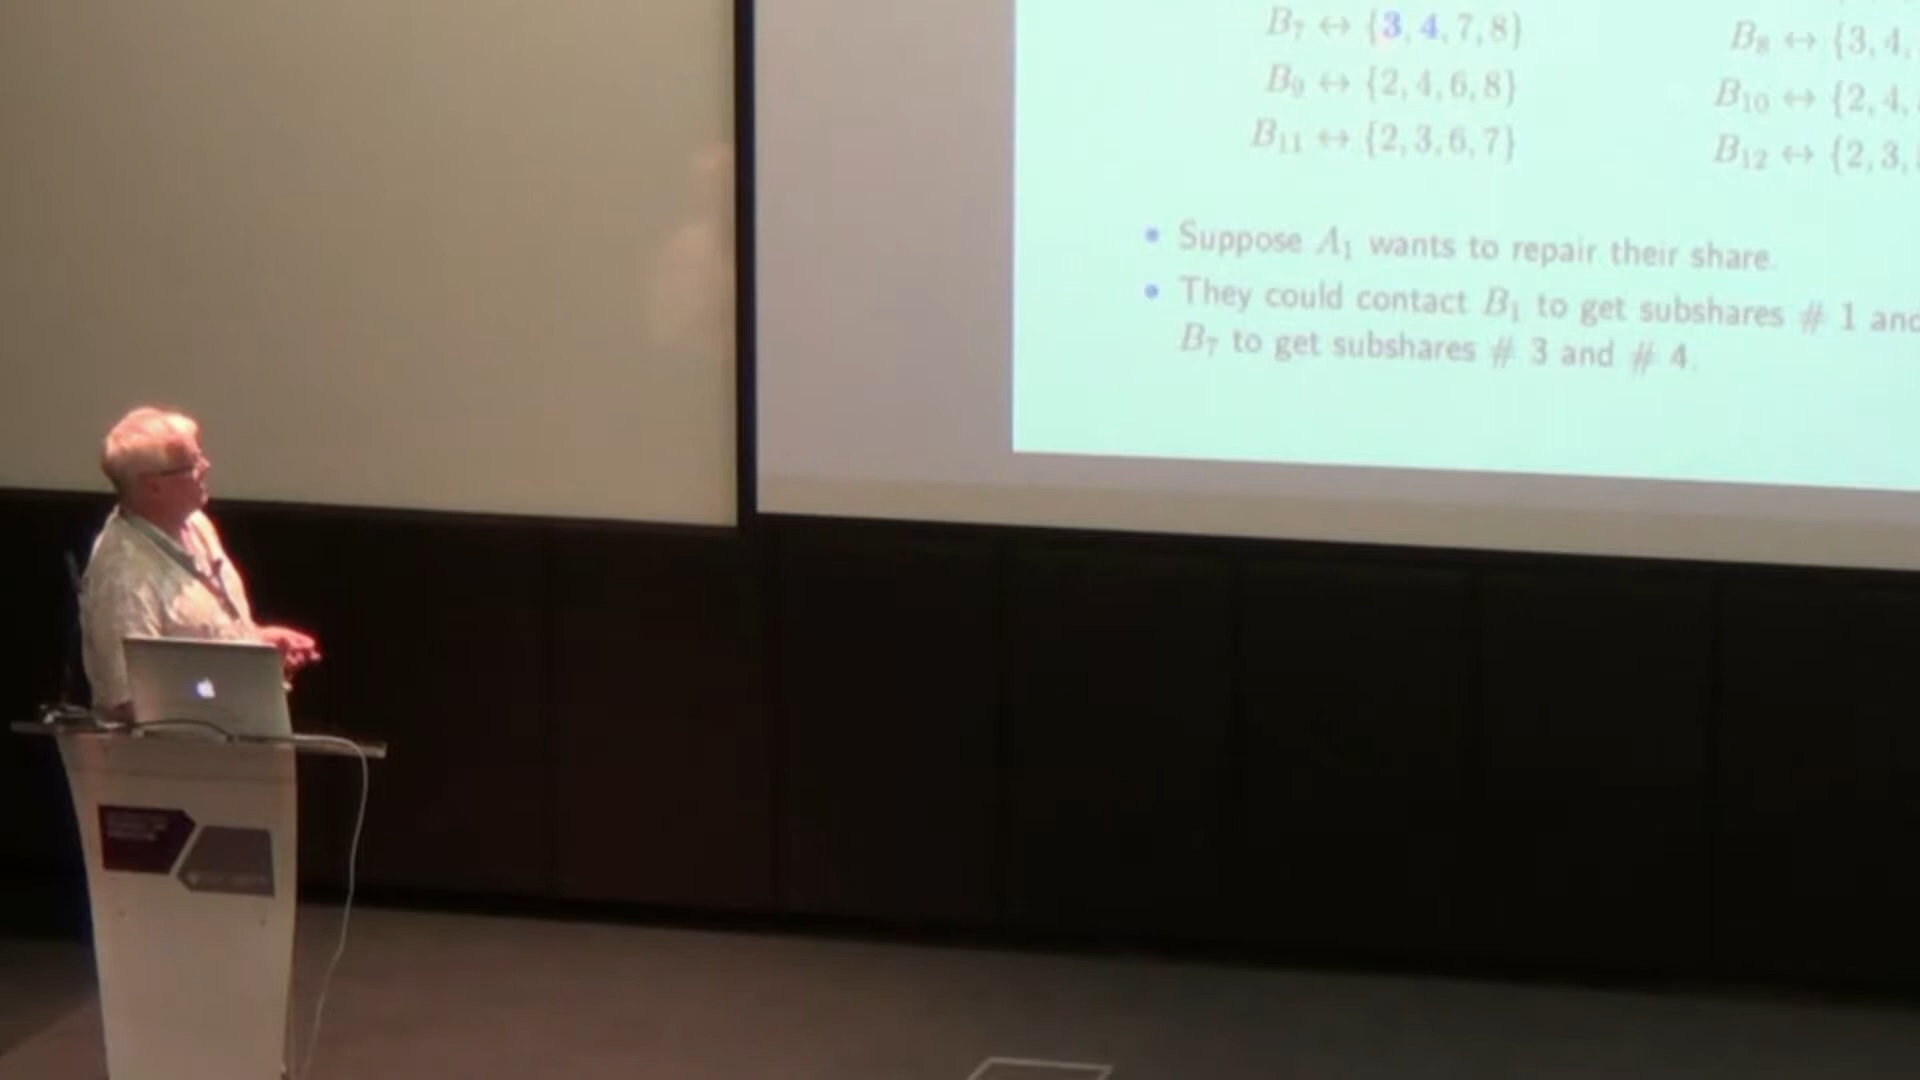 B₇ ↔ {3, 4, 7, 8}
B₈ ↔ {3, 4,
B₉ ↔ {2, 4, 6, 8}
B₁₀ ↔ {2, 4,
B₁₁ ↔ {2, 3, 6, 7}
B₁₂ ↔ {2, 3,
• Suppose A₁ wants to repair their share.
• They could contact B₁ to get subshares # 1 and
B₇ to get subshares # 3 and # 4.